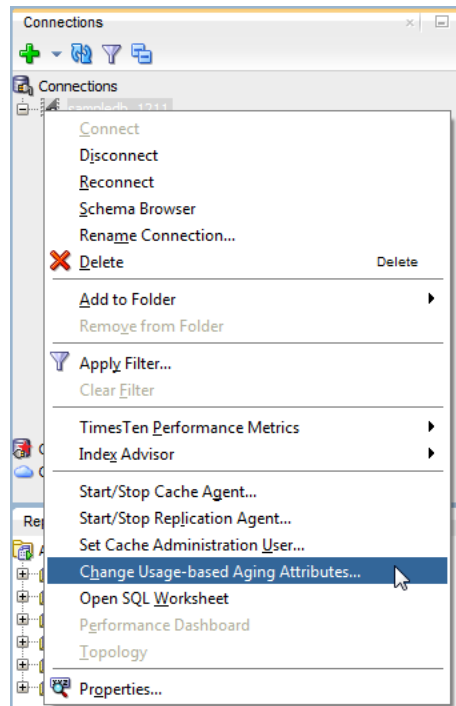 Connections
Connections
sampledb_1211
Connect
Disconnect
Reconnect
Schema Browser
Rename Connection...
Delete Delete
Add to Folder
Remove from Folder
Apply Filter...
Clear Filter
TimesTen Performance Metrics
Index Advisor
Start/Stop Cache Agent...
Start/Stop Replication Agent...
Set Cache Administration User...
Change Usage-based Aging Attributes...
Open SQL Worksheet
Performance Dashboard
Topology
Properties...